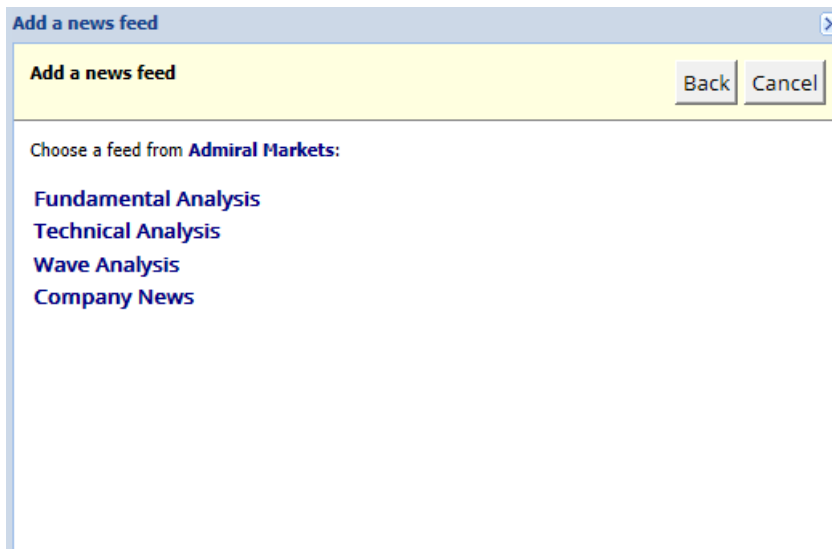 Add a news feed
Add a news feed
Back Cancel
Choose a feed from Admiral Markets:
Fundamental Analysis
Technical Analysis
Wave Analysis
Company News